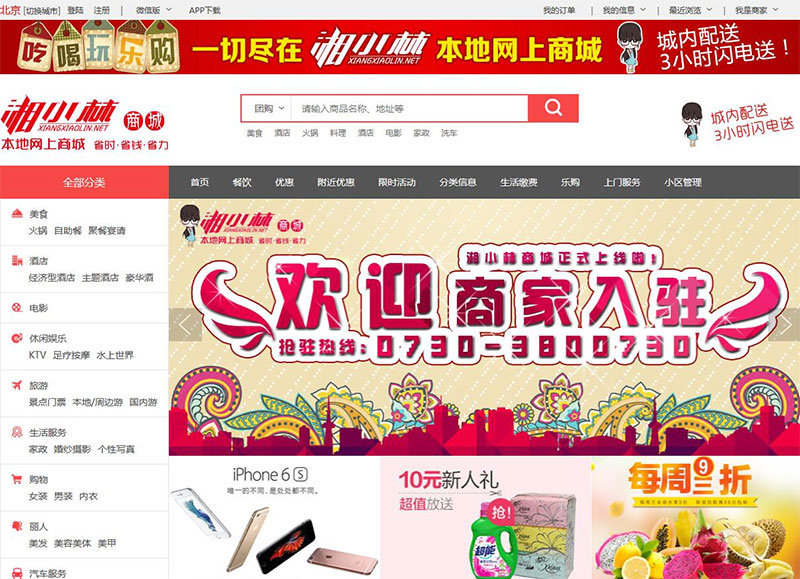 北京 [切换城市] 登陆 注册 微信版 APP下载 我的订单 我的信息 最近浏览 我是商家
吃喝玩乐购 一切尽在 湘小林 XIANGXIAOLIN.NET 本地网上商城 城内配送
3小时闪电送！
湘小林 XIANGXIAOLIN.NET 商城
本地网上商城 省时·省钱·省力
团购 请输入商品名称、地址等
美食 酒店 火锅 料理 酒店 电影 家政 洗车
城内配送
3小时闪电送
全部分类 首页 餐饮 优惠 附近优惠 限时活动 分类信息 生活缴费 乐购 上门服务 小区管理
美食
火锅 自助餐 聚餐宴请
酒店
经济型酒店 主题酒店 豪华酒
电影
休闲娱乐
KTV 足疗按摩 水上世界
旅游
景点门票 本地/周边游 国内游
生活服务
家政 婚纱摄影 个性写真
购物
女装 男装 内衣
丽人
美发 美容美体 美甲
汽车服务
湘小林 XIANGXIAOLIN.NET 商城
本地网上商城 省时·省钱·省力
湘小林商城正式上线啦！
欢迎商家入驻
抢驻热线:0730-3800730
iPhone 6 S
唯一的不同，是处处都不同。
10元新人礼
超值放送
抢!
超能
每周二9折